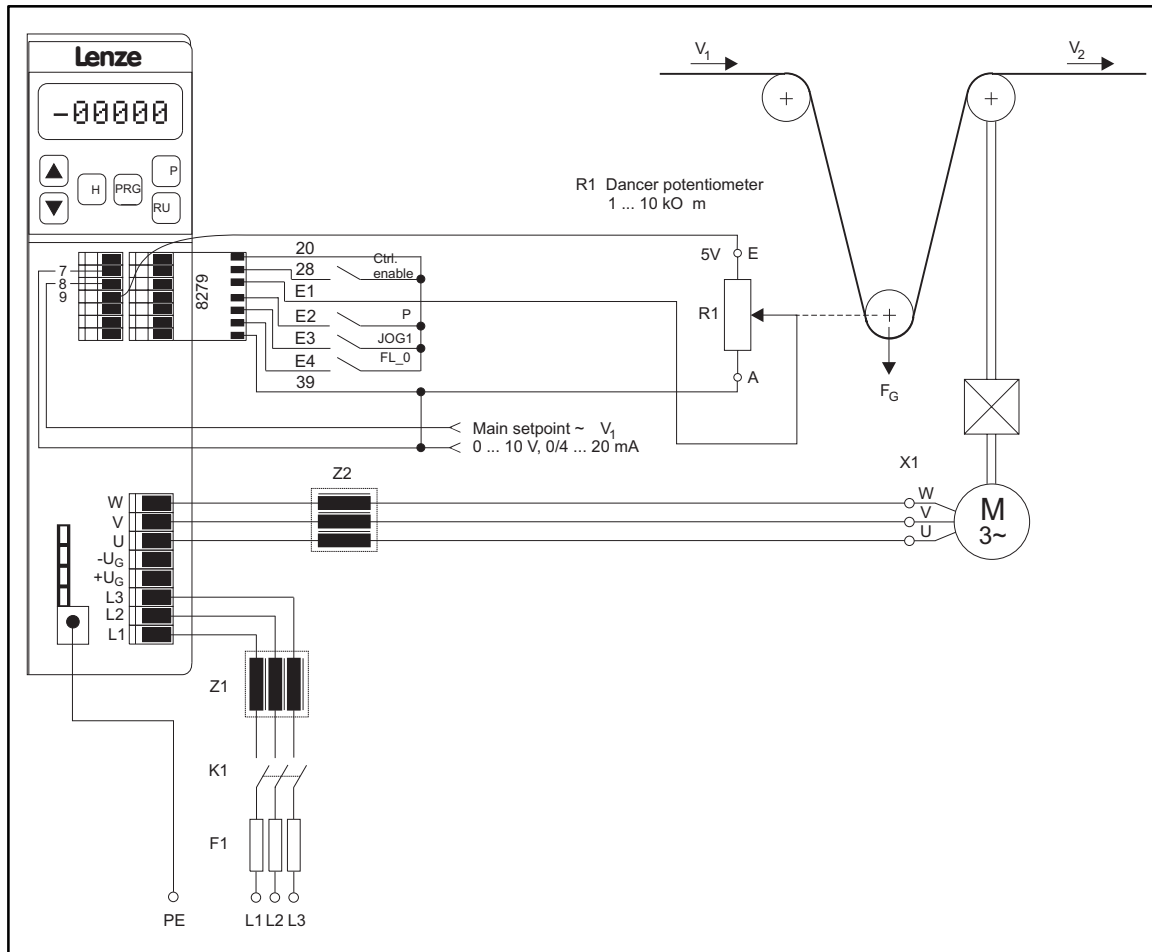 Lenze
-00000
P
H
PRG
RU
V1
V2
R1 Dancer potentiometer
1 ... 10 kO m
7
8
9
8279
20
28
Ctrl.
enable
E1
E2
P
E3
JOG1
E4
FL_0
39
5V
E
R1
A
FG
Main setpoint ~ V1
0 ... 10 V, 0/4 ... 20 mA
Z2
X1
W
V
U
-UG
+UG
L3
L2
L1
W
V
U
M
3~
Z1
K1
F1
PE
L1 L2 L3